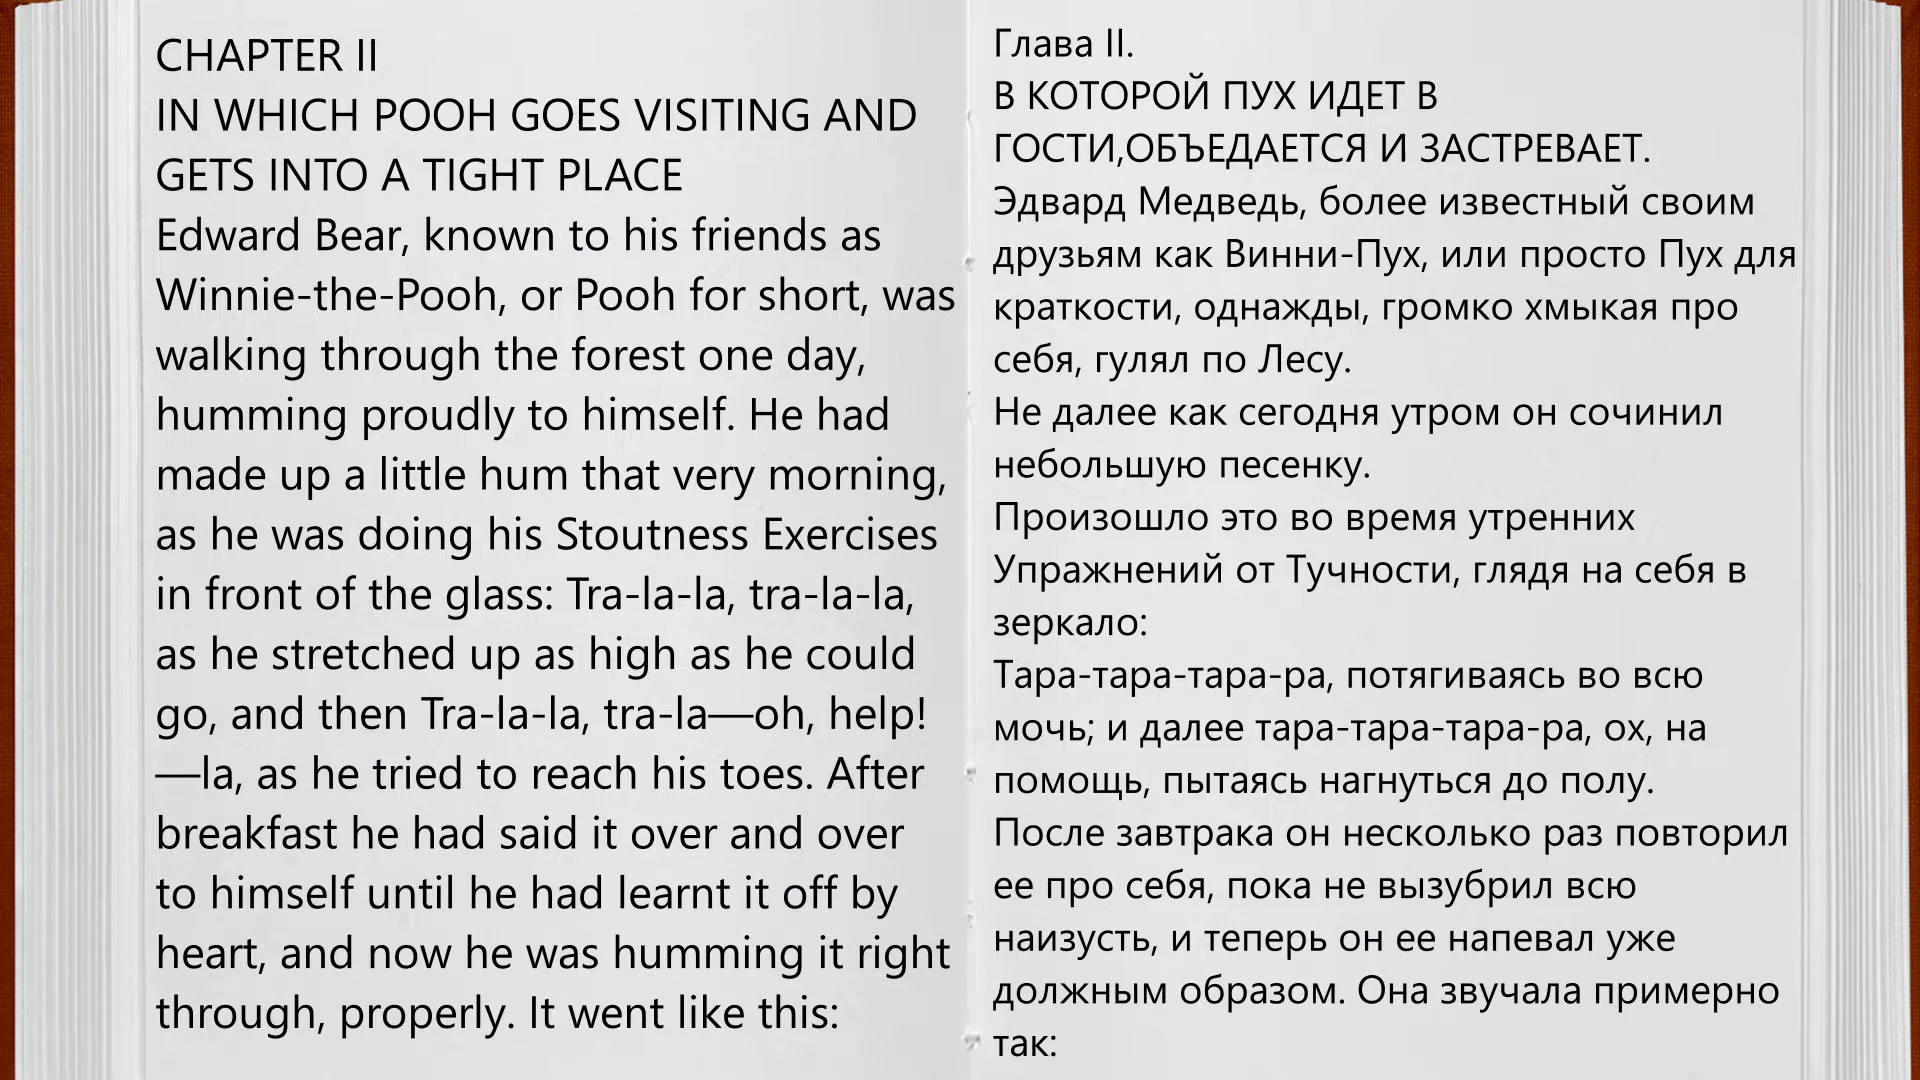 CHAPTER II
IN WHICH POOH GOES VISITING AND
GETS INTO A TIGHT PLACE
Edward Bear, known to his friends as
Winnie-the-Pooh, or Pooh for short, was
walking through the forest one day,
humming proudly to himself. He had
made up a little hum that very morning,
as he was doing his Stoutness Exercises
in front of the glass: Tra-la-la, tra-la-la,
as he stretched up as high as he could
go, and then Tra-la-la, tra-la—oh, help!
—la, as he tried to reach his toes. After
breakfast he had said it over and over
to himself until he had learnt it off by
heart, and now he was humming it right
through, properly. It went like this:
Глава II.
В КОТОРОЙ ПУХ ИДЕТ В
ГОСТИ,ОБЪЕДАЕТСЯ И ЗАСТРЕВАЕТ.
Эдвард Медведь, более известный своим
друзьям как Винни-Пух, или просто Пух для
краткости, однажды, громко хмыкая про
себя, гулял по Лесу.
Не далее как сегодня утром он сочинил
небольшую песенку.
Произошло это во время утренних
Упражнений от Тучности, глядя на себя в
зеркало:
Тара-тара-тара-ра, потягиваясь во всю
мочь; и далее тара-тара-тара-ра, ох, на
помощь, пытаясь нагнуться до полу.
После завтрака он несколько раз повторил
ее про себя, пока не вызубрил всю
наизусть, и теперь он ее напевал уже
должным образом. Она звучала примерно
так: